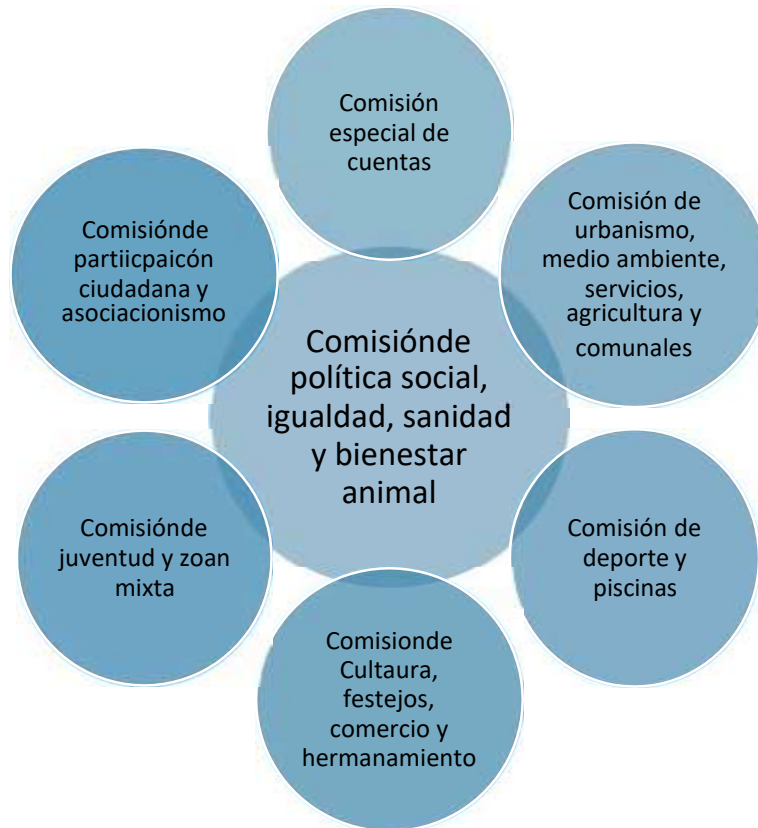 Comisión
especial de
cuentas
Comisión de
urbanismo,
medio ambiente,
servicios,
agricultura y
comunales
Comisiónde
partiicpaicón
ciudadana y
asociacionismo
Comisiónde
política social,
igualdad, sanidad
y bienestar
animal
Comisiónde
juventud y zoan
mixta
Comisión de
deporte y
piscinas
Comisionde
Cultaura,
festejos,
comercio y
hermanamiento